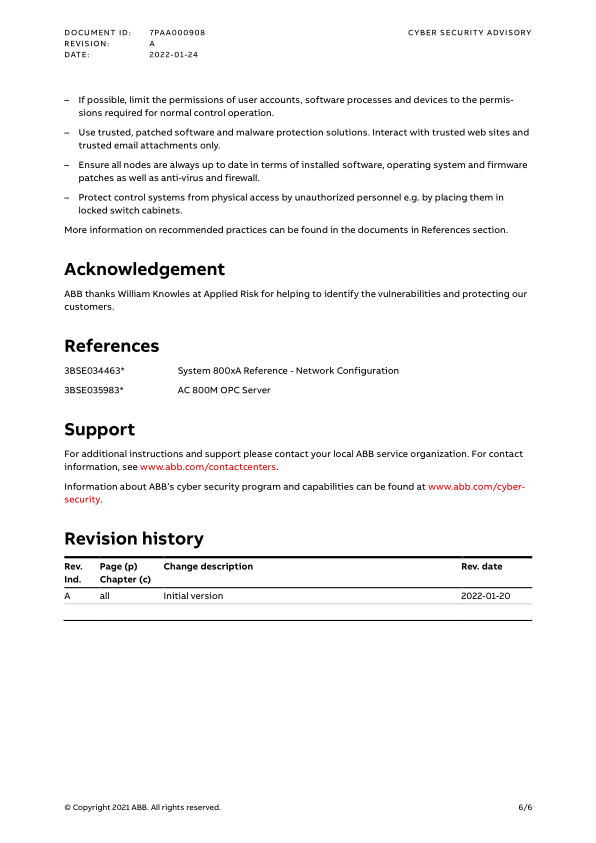 DOCUMENT ID: 7PAA000908 CYBER SECURITY ADVISORY
REVISION: A
DATE: 2022-01-24
– If possible, limit the permissions of user accounts, software processes and devices to the permis-
sions required for normal control operation.
– Use trusted, patched software and malware protection solutions. Interact with trusted web sites and
trusted email attachments only.
– Ensure all nodes are always up to date in terms of installed software, operating system and firmware
patches as well as anti-virus and firewall.
– Protect control systems from physical access by unauthorized personnel e.g. by placing them in
locked switch cabinets.
More information on recommended practices can be found in the documents in References section.
Acknowledgement
ABB thanks William Knowles at Applied Risk for helping to identify the vulnerabilities and protecting our
customers.
References
3BSE034463* System 800xA Reference - Network Configuration
3BSE035983* AC 800M OPC Server
Support
For additional instructions and support please contact your local ABB service organization. For contact
information, see www.abb.com/contactcenters.
Information about ABB's cyber security program and capabilities can be found at www.abb.com/cyber-
security.
Revision history
Rev. Page (p) Change description Rev. date
Ind. Chapter (c)
A all Initial version 2022-01-20
© Copyright 2021 ABB. All rights reserved. 6/6